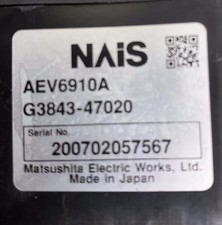 NAiS
AEV6910A
G3843-47020
Serial No.
200702057567
Matsushita Electric Works, Ltd.
Made in Japan